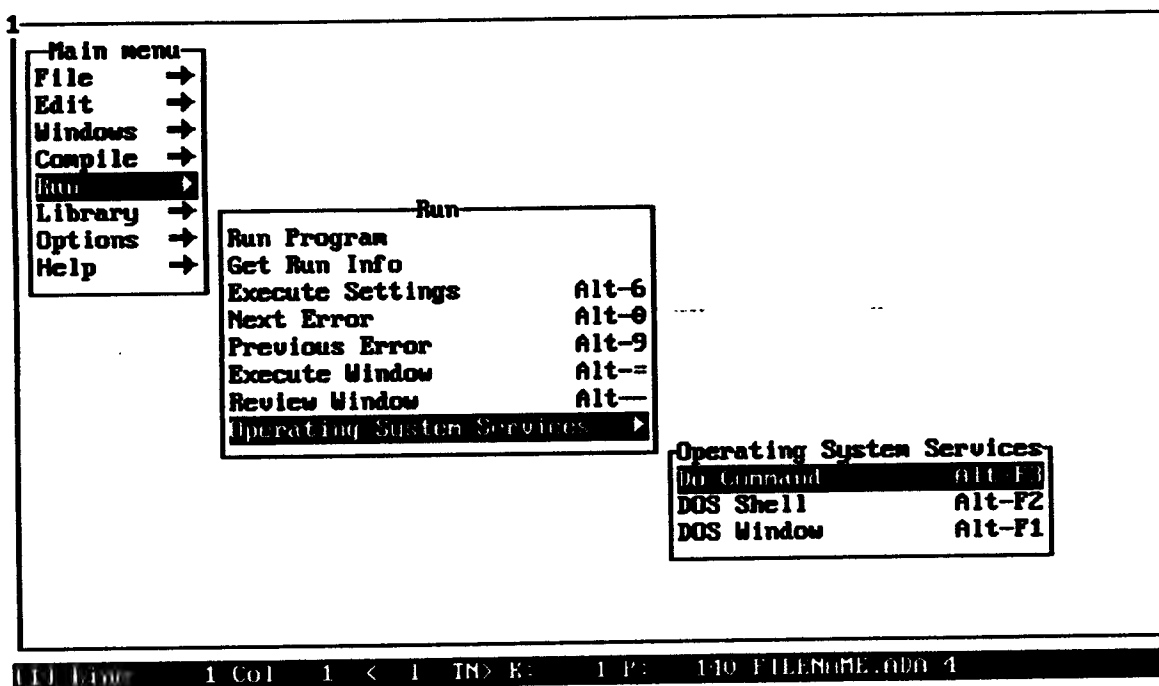 1
Main menu
File →
Edit →
Windows →
Compile →
Run ▶
Library →
Options →
Help →
Run
Run Program
Get Run Info
Execute Settings Alt-6
Next Error Alt-0
Previous Error Alt-9
Execute Window Alt-=
Review Window Alt--
Operating System Services ▶
Operating System Services
Do Command Alt-F3
DOS Shell Alt-F2
DOS Window Alt-F1
1 Col 1 < 1 IN> K: 1 P: 140 FILENAME.ADA 4